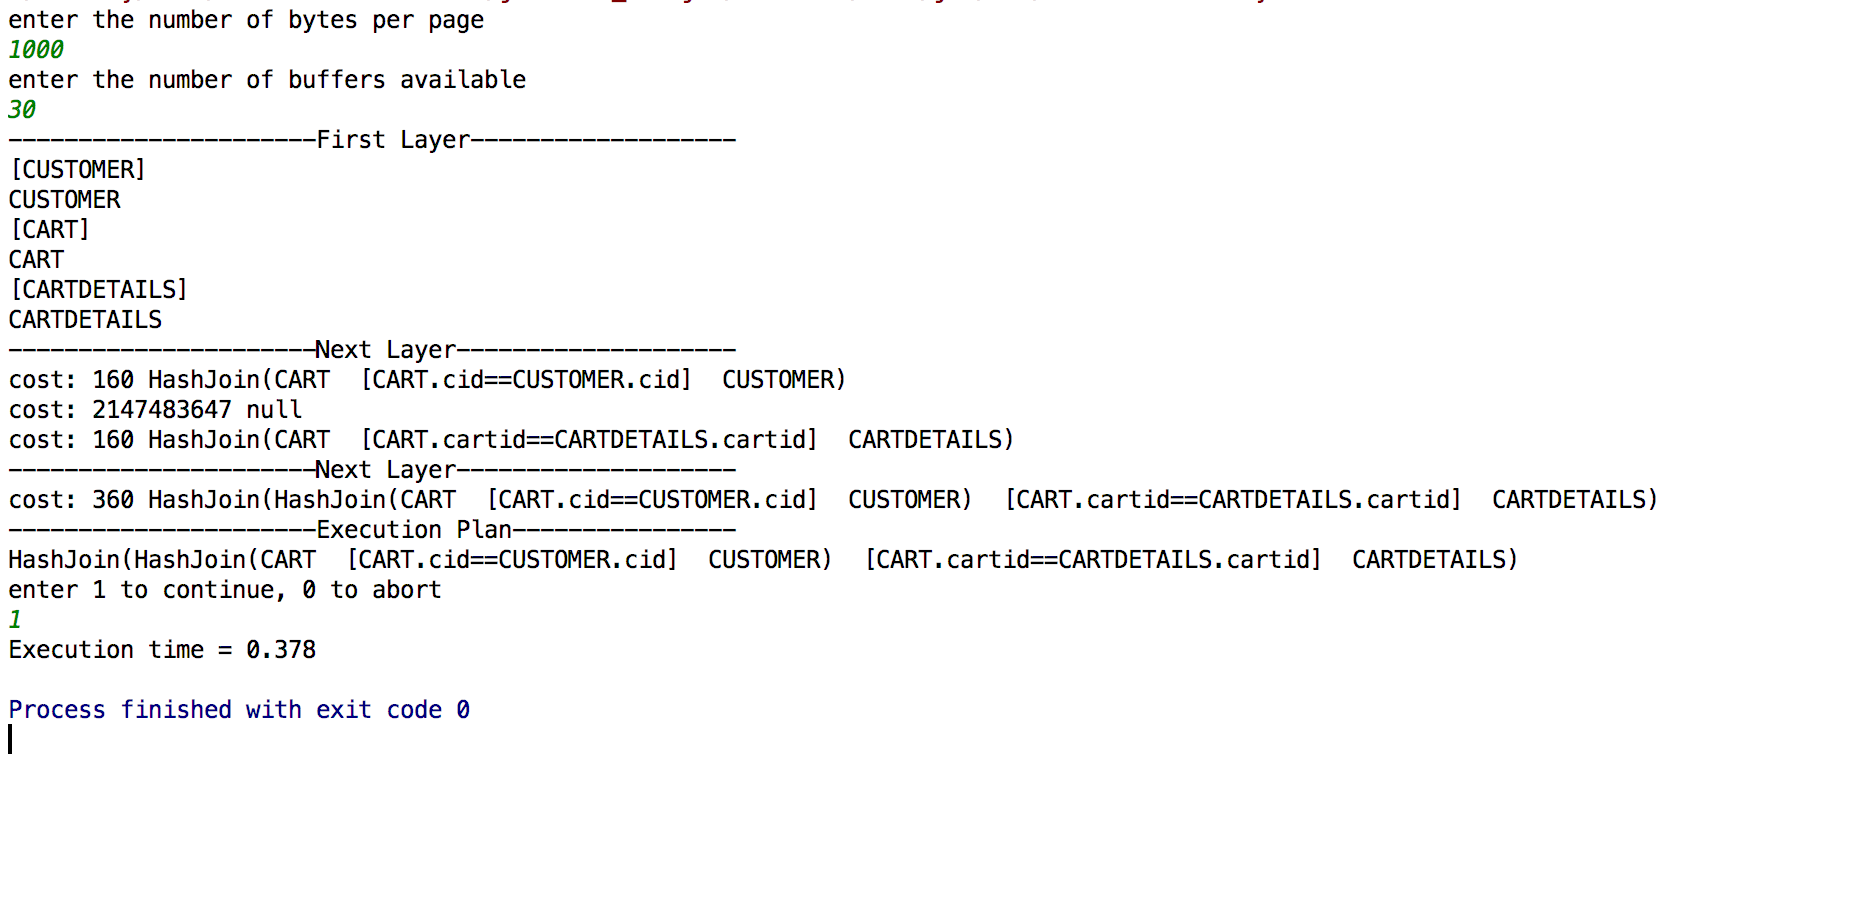 enter the number of bytes per page
1000
enter the number of buffers available
30
----------------------First Layer-------------------
[CUSTOMER]
CUSTOMER
[CART]
CART
[CARTDETAILS]
CARTDETAILS
----------------------Next Layer--------------------
cost: 160 HashJoin(CART  [CART.cid==CUSTOMER.cid]  CUSTOMER)
cost: 2147483647 null
cost: 160 HashJoin(CART  [CART.cartid==CARTDETAILS.cartid]  CARTDETAILS)
----------------------Next Layer--------------------
cost: 360 HashJoin(HashJoin(CART  [CART.cid==CUSTOMER.cid]  CUSTOMER)  [CART.cartid==CARTDETAILS.cartid]  CARTDETAILS)
----------------------Execution Plan----------------
HashJoin(HashJoin(CART  [CART.cid==CUSTOMER.cid]  CUSTOMER)  [CART.cartid==CARTDETAILS.cartid]  CARTDETAILS)
enter 1 to continue, 0 to abort
1
Execution time = 0.378
Process finished with exit code 0